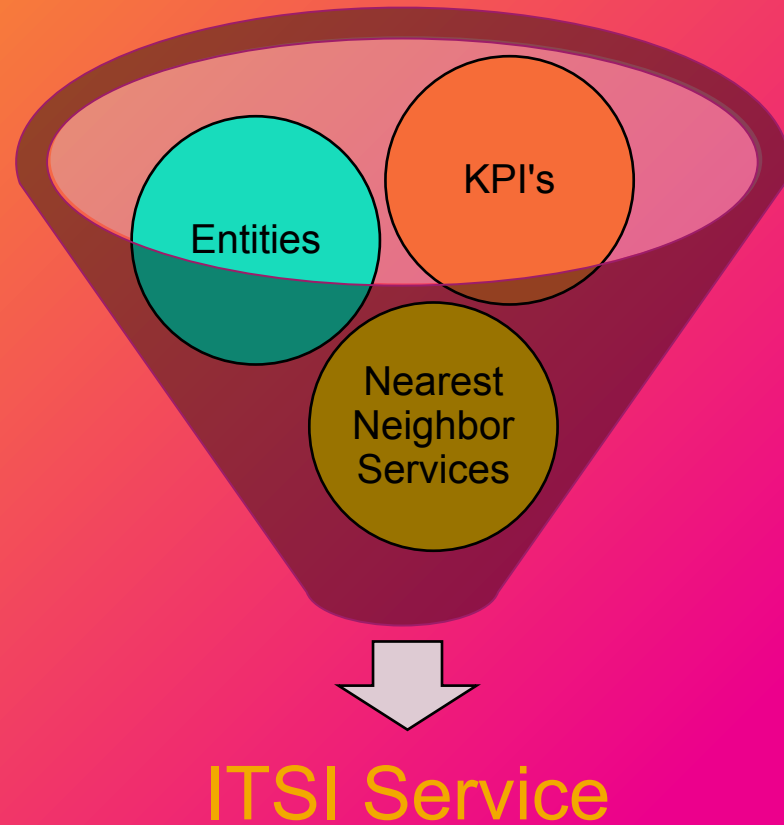 KPI's
Entities
Nearest
Neighbor
Services
ITSI Service